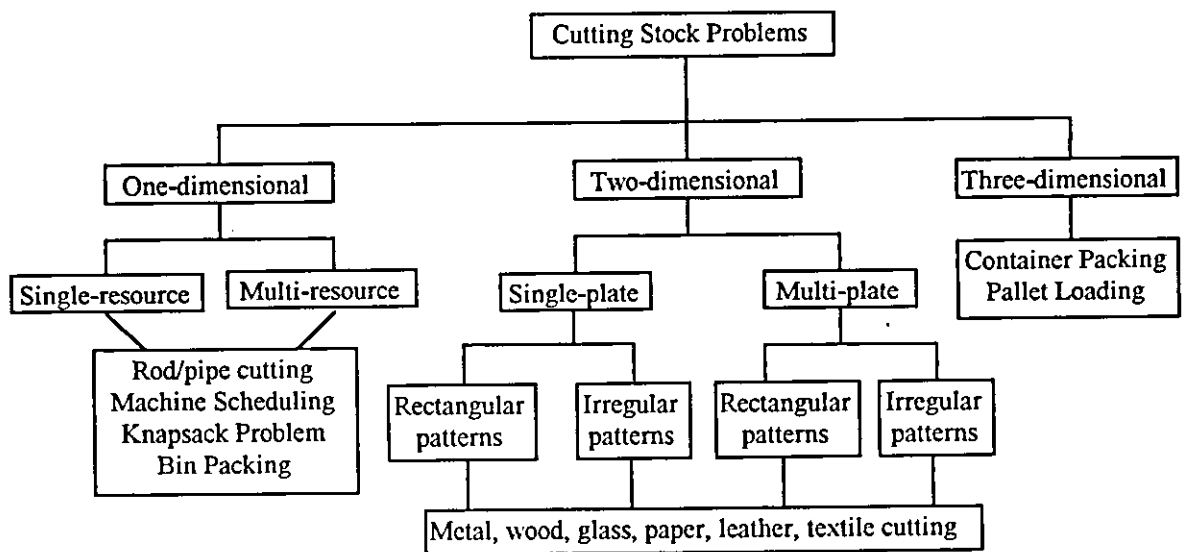 Cutting Stock Problems
One-dimensional
Two-dimensional
Three-dimensional
Single-resource
Multi-resource
Single-plate
Multi-plate
Container Packing
Pallet Loading
Rod/pipe cutting
Machine Scheduling
Knapsack Problem
Bin Packing
Rectangular
patterns
Irregular
patterns
Rectangular
patterns
Irregular
patterns
Metal, wood, glass, paper, leather, textile cutting